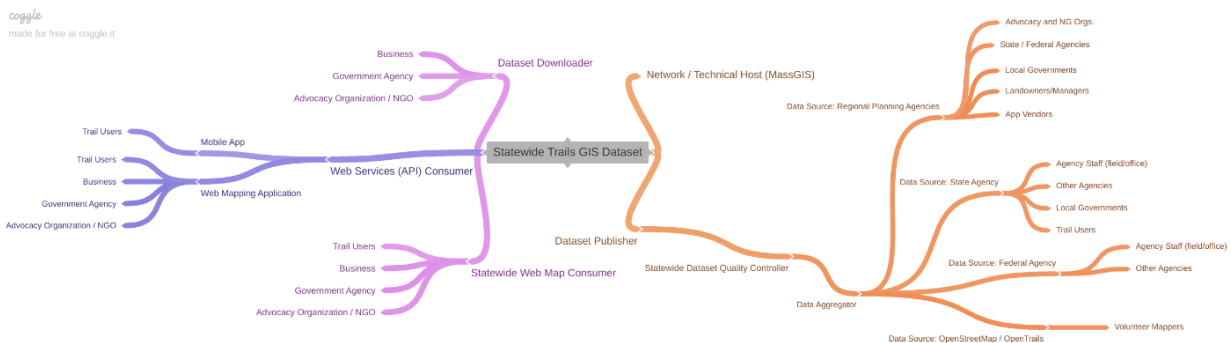 coggle
made for free at coggle.it
Business
Government Agency
Advocacy Organization / NGO
Dataset Downloader
Trail Users
Mobile App
Trail Users
Business
Government Agency
Advocacy Organization / NGO
Web Mapping Application
Web Services (API) Consumer
Trail Users
Business
Government Agency
Advocacy Organization / NGO
Statewide Web Map Consumer
Statewide Trails GIS Dataset
Network / Technical Host (MassGIS)
Dataset Publisher
Statewide Dataset Quality Controller
Data Aggregator
Data Source: Regional Planning Agencies
Advocacy and NG Orgs.
State / Federal Agencies
Local Governments
Landowners/Managers
App Vendors
Data Source: State Agency
Agency Staff (field/office)
Other Agencies
Local Governments
Trail Users
Data Source: Federal Agency
Agency Staff (field/office)
Other Agencies
Data Source: OpenStreetMap / OpenTrails
Volunteer Mappers